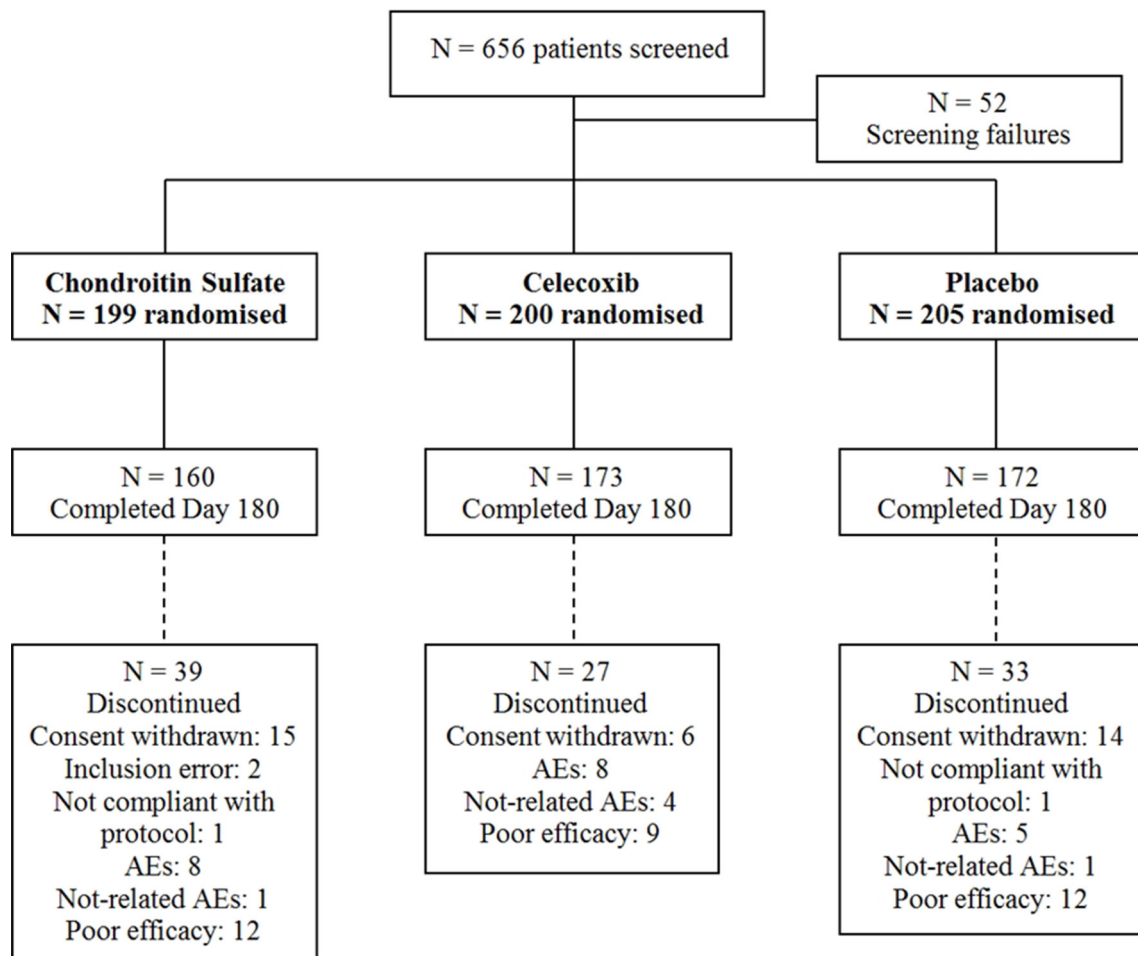 N = 656 patients screened
N = 52
Screening failures
Chondroitin Sulfate
N = 199 randomised
Celecoxib
N = 200 randomised
Placebo
N = 205 randomised
N = 160
Completed Day 180
N = 173
Completed Day 180
N = 172
Completed Day 180
N = 39
Discontinued
Consent withdrawn: 15
Inclusion error: 2
Not compliant with
protocol: 1
AEs: 8
Not-related AEs: 1
Poor efficacy: 12
N = 27
Discontinued
Consent withdrawn: 6
AEs: 8
Not-related AEs: 4
Poor efficacy: 9
N = 33
Discontinued
Consent withdrawn: 14
Not compliant with
protocol: 1
AEs: 5
Not-related AEs: 1
Poor efficacy: 12